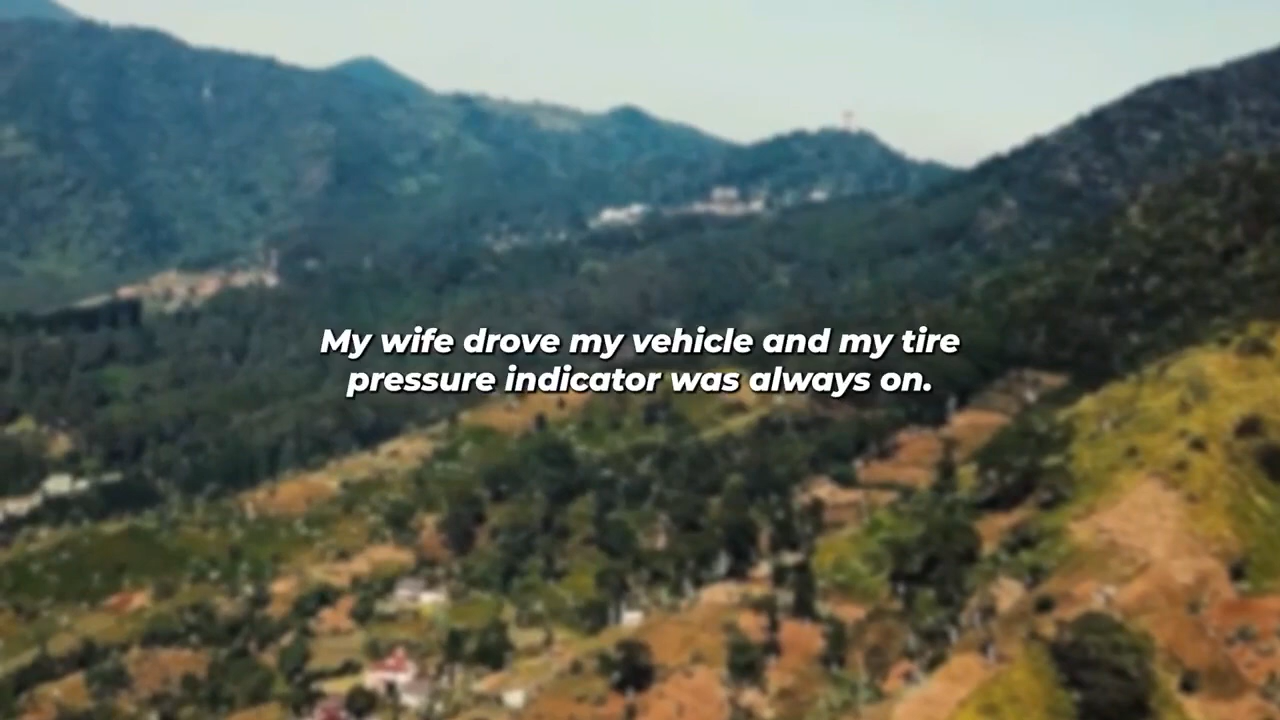 My wife drove my vehicle and my tire
pressure indicator was always on.